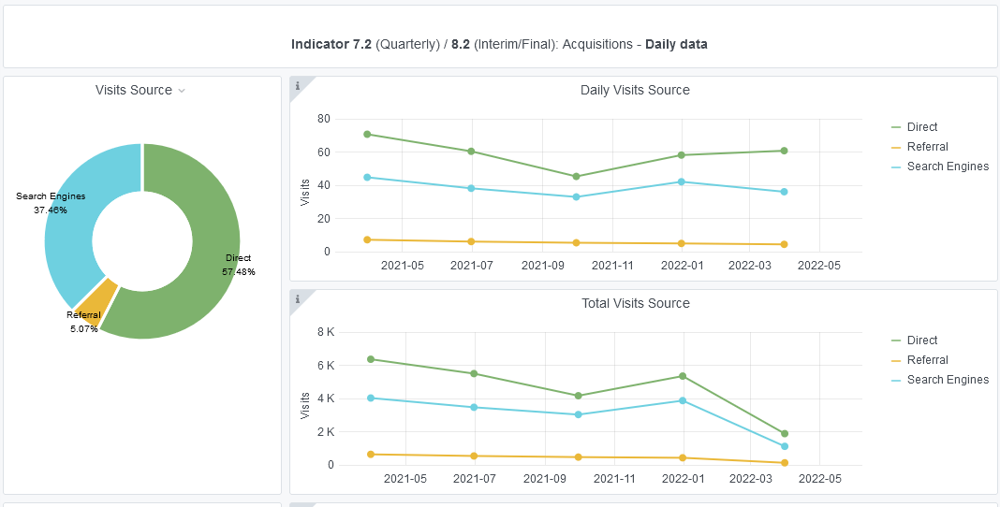 Indicator 7.2 (Quarterly) / 8.2 (Interim/Final): Acquisitions - Daily data
Visits Source
Search Engines
37.46%
Direct
57.48%
Referral
5.07%
i
Daily Visits Source
Visits
80
60
40
20
0
2021-05 2021-07 2021-09 2021-11 2022-01 2022-03 2022-05
Direct
Referral
Search Engines
i
Total Visits Source
Visits
8 K
6 K
4 K
2 K
0
2021-05 2021-07 2021-09 2021-11 2022-01 2022-03 2022-05
Direct
Referral
Search Engines